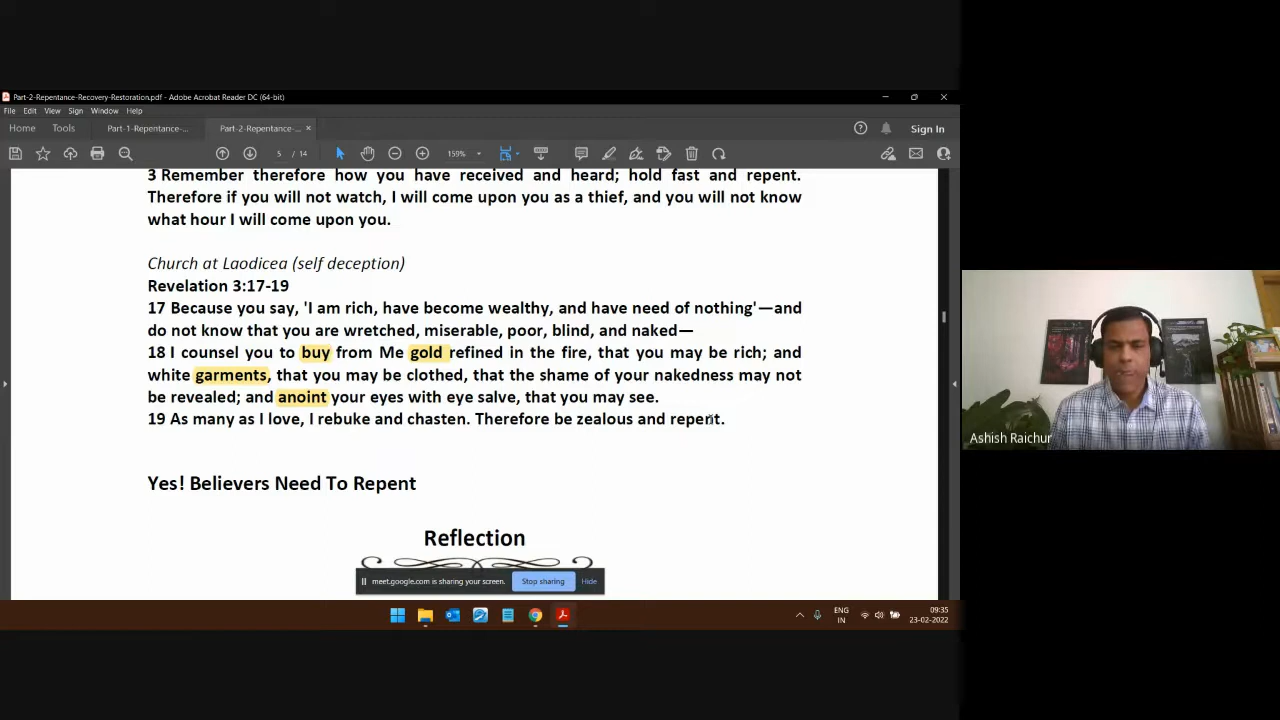 Part-2-Repentance-Recovery-Restoration.pdf - Adobe Acrobat Reader DC (64-bit)
File Edit View Sign Window Help
Home Tools Part-1-Repentance-... Part-2-Repentance-... × Sign In
5 / 14 159%
3 Remember therefore how you have received and heard; hold fast and repent.
Therefore if you will not watch, I will come upon you as a thief, and you will not know
what hour I will come upon you.
Church at Laodicea (self deception)
Revelation 3:17-19
17 Because you say, 'I am rich, have become wealthy, and have need of nothing'—and
do not know that you are wretched, miserable, poor, blind, and naked—
18 I counsel you to buy from Me gold refined in the fire, that you may be rich; and
white garments, that you may be clothed, that the shame of your nakedness may not
be revealed; and anoint your eyes with eye salve, that you may see.
19 As many as I love, I rebuke and chasten. Therefore be zealous and repent.
Yes! Believers Need To Repent
Reflection
meet.google.com is sharing your screen. Stop sharing Hide
ENG
IN
09:35
23-02-2022
Ashish Raichur